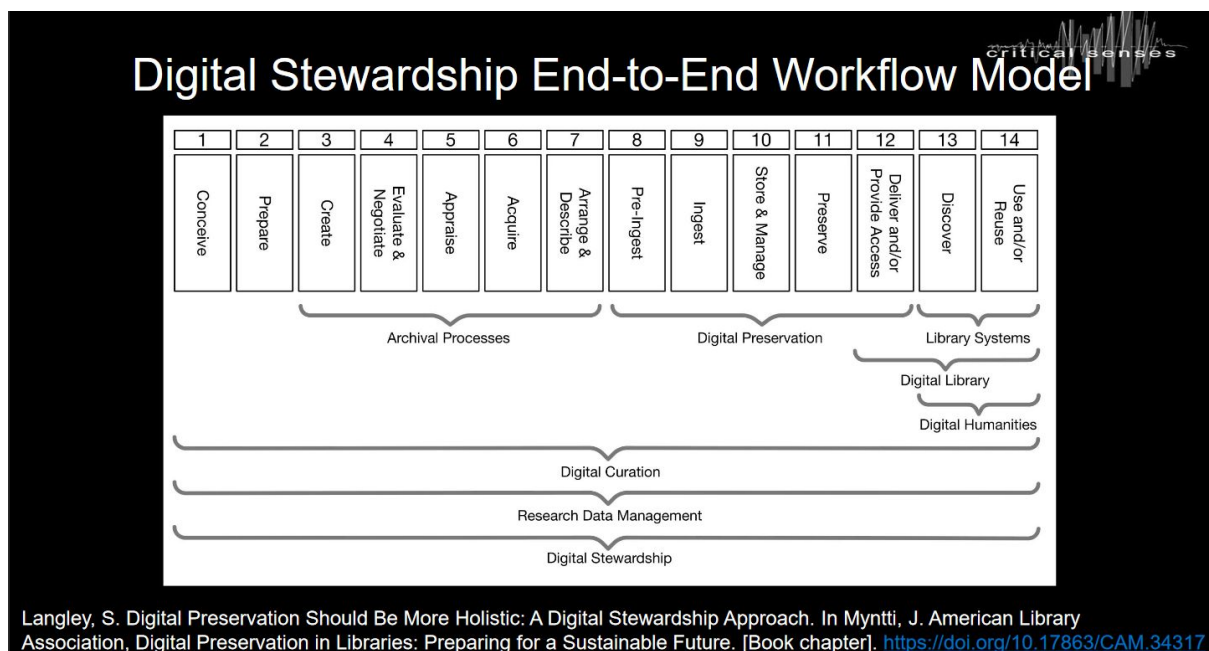 critical senses
Digital Stewardship End-to-End Workflow Model
1
2
3
4
5
6
7
8
9
10
11
12
13
14
Conceive
Prepare
Create
Evaluate &
Negotiate
Appraise
Acquire
Arrange &
Describe
Pre-Ingest
Ingest
Store & Manage
Preserve
Deliver and/or
Provide Access
Discover
Use and/or
Reuse
Archival Processes
Digital Preservation
Library Systems
Digital Library
Digital Humanities
Digital Curation
Research Data Management
Digital Stewardship
Langley, S. Digital Preservation Should Be More Holistic: A Digital Stewardship Approach. In Myntti, J. American Library
Association, Digital Preservation in Libraries: Preparing for a Sustainable Future. [Book chapter]. https://doi.org/10.17863/CAM.34317